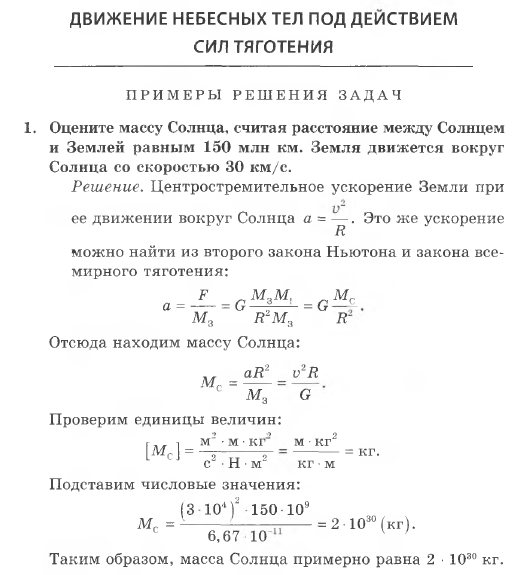 ДВИЖЕНИЕ НЕБЕСНЫХ ТЕЛ ПОД ДЕЙСТВИЕМ
СИЛ ТЯГОТЕНИЯ
ПРИМЕРЫ РЕШЕНИЯ ЗАДАЧ
1. Оцените массу Солнца, считая расстояние между Солнцем
и Землей равным 150 млн км. Земля движется вокруг
Солнца со скоростью 30 км/с.
Решение. Центростремительное ускорение Земли при
ее движении вокруг Солнца a = v²/R. Это же ускорение
можно найти из второго закона Ньютона и закона все-
мирного тяготения:
a = F/M₃ = G M₃M₁/R²M₃ = G M_С/R².
Отсюда находим массу Солнца:
M_С = aR²/M₃ = v²R/G.
Проверим единицы величин:
[M_С] = м² · м · кг²/с² · Н · м² = м · кг²/кг · м = кг.
Подставим числовые значения:
M_С = (3·10⁴)² · 150·10⁹/6,67 · 10⁻¹¹ = 2 · 10³⁰ (кг).
Таким образом, масса Солнца примерно равна 2 · 10³⁰ кг.